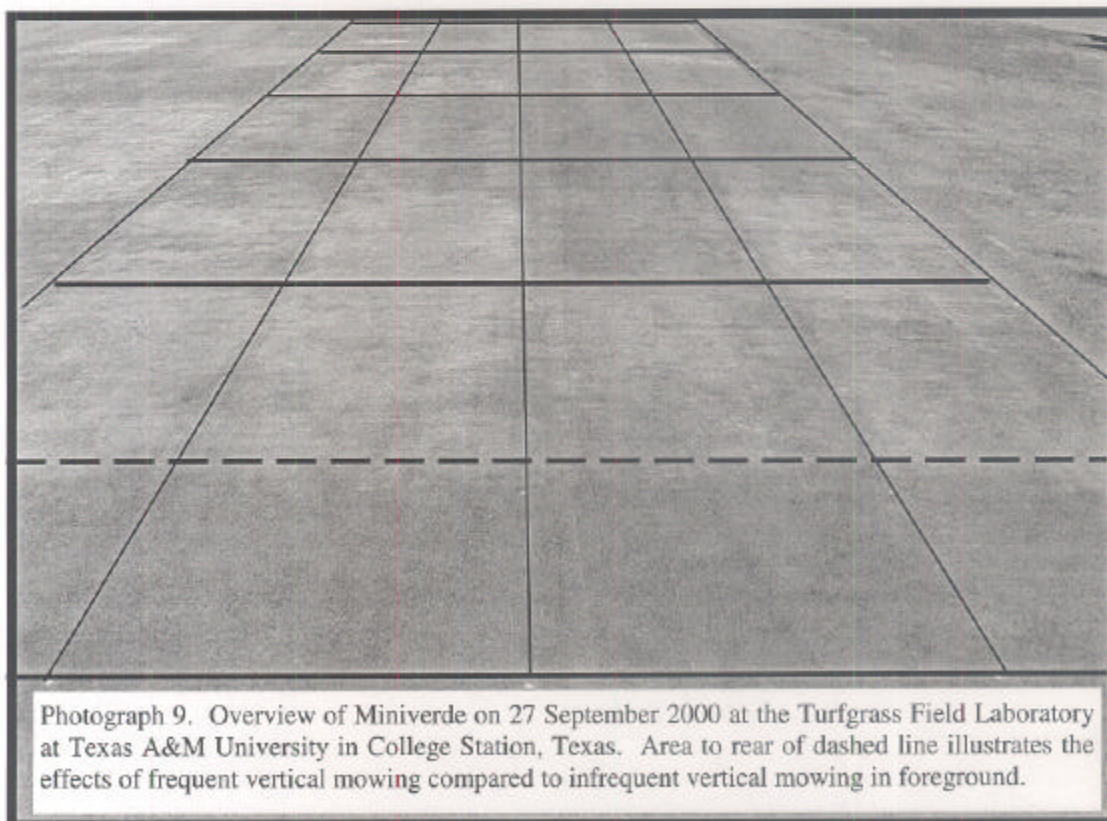 Photograph 9. Overview of Miniverde on 27 September 2000 at the Turfgrass Field Laboratory
at Texas A&M University in College Station, Texas. Area to rear of dashed line illustrates the
effects of frequent vertical mowing compared to infrequent vertical mowing in foreground.